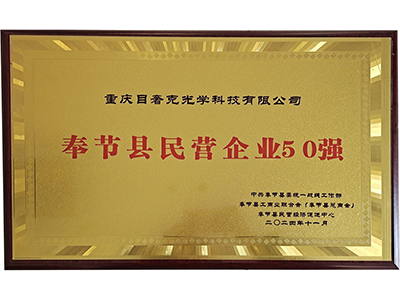 重庆目奢克光学科技有限公司
奉节县民营企业50强
中共奉节县委统一战线工作部
奉节县工商业联合会(奉节县总商会)
奉节县民营经济促进中心
二〇二四年十一月